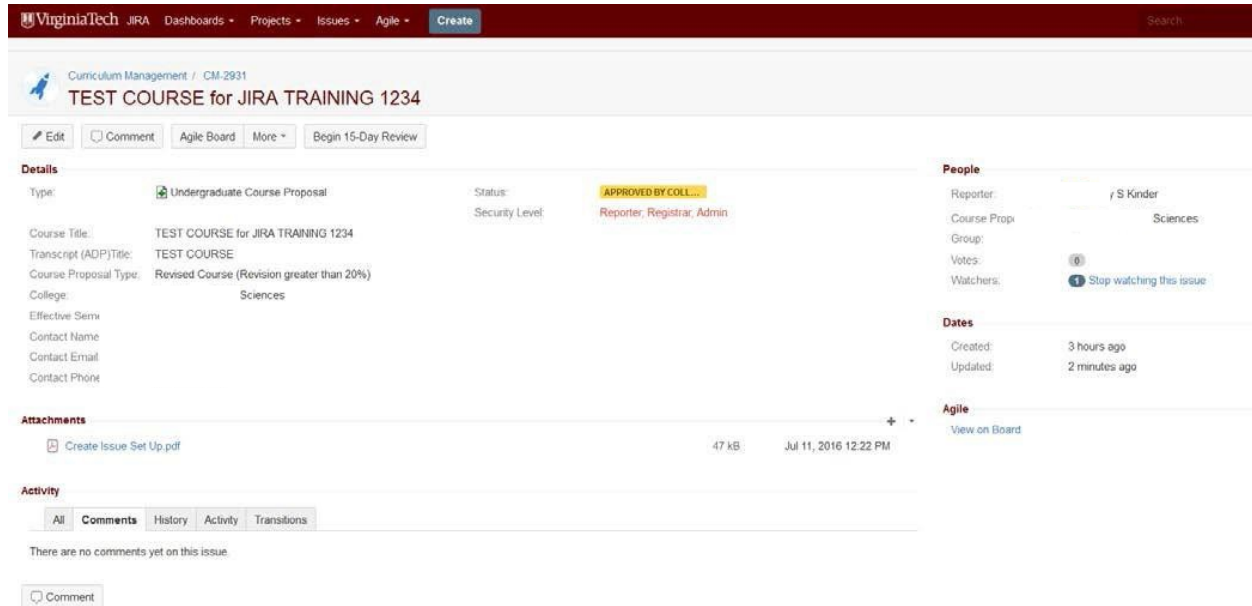 VirginiaTech JIRA Dashboards Projects Issues Agile Create Search
Curriculum Management / CM-2931
TEST COURSE for JIRA TRAINING 1234
Edit Comment Agile Board More Begin 15-Day Review
Details
Type: Undergraduate Course Proposal
Status: APPROVED BY COLL...
Security Level: Reporter, Registrar, Admin
Course Title: TEST COURSE for JIRA TRAINING 1234
Transcript (ADP)Title: TEST COURSE
Course Proposal Type: Revised Course (Revision greater than 20%)
College: Sciences
Effective
Contact Name
Contact Email
Contact Phone
Attachments
Create Issue Set Up.pdf 47 kB Jul 11, 2016 12:22 PM
Activity
All Comments History Activity Transitions
There are no comments yet on this issue
Comment
People
Reporter: S Kinder
Course Sciences
Group:
Votes: 0
Watchers: 1 Stop watching this issue
Dates
Created: 3 hours ago
Updated: 2 minutes ago
Agile
View on Board